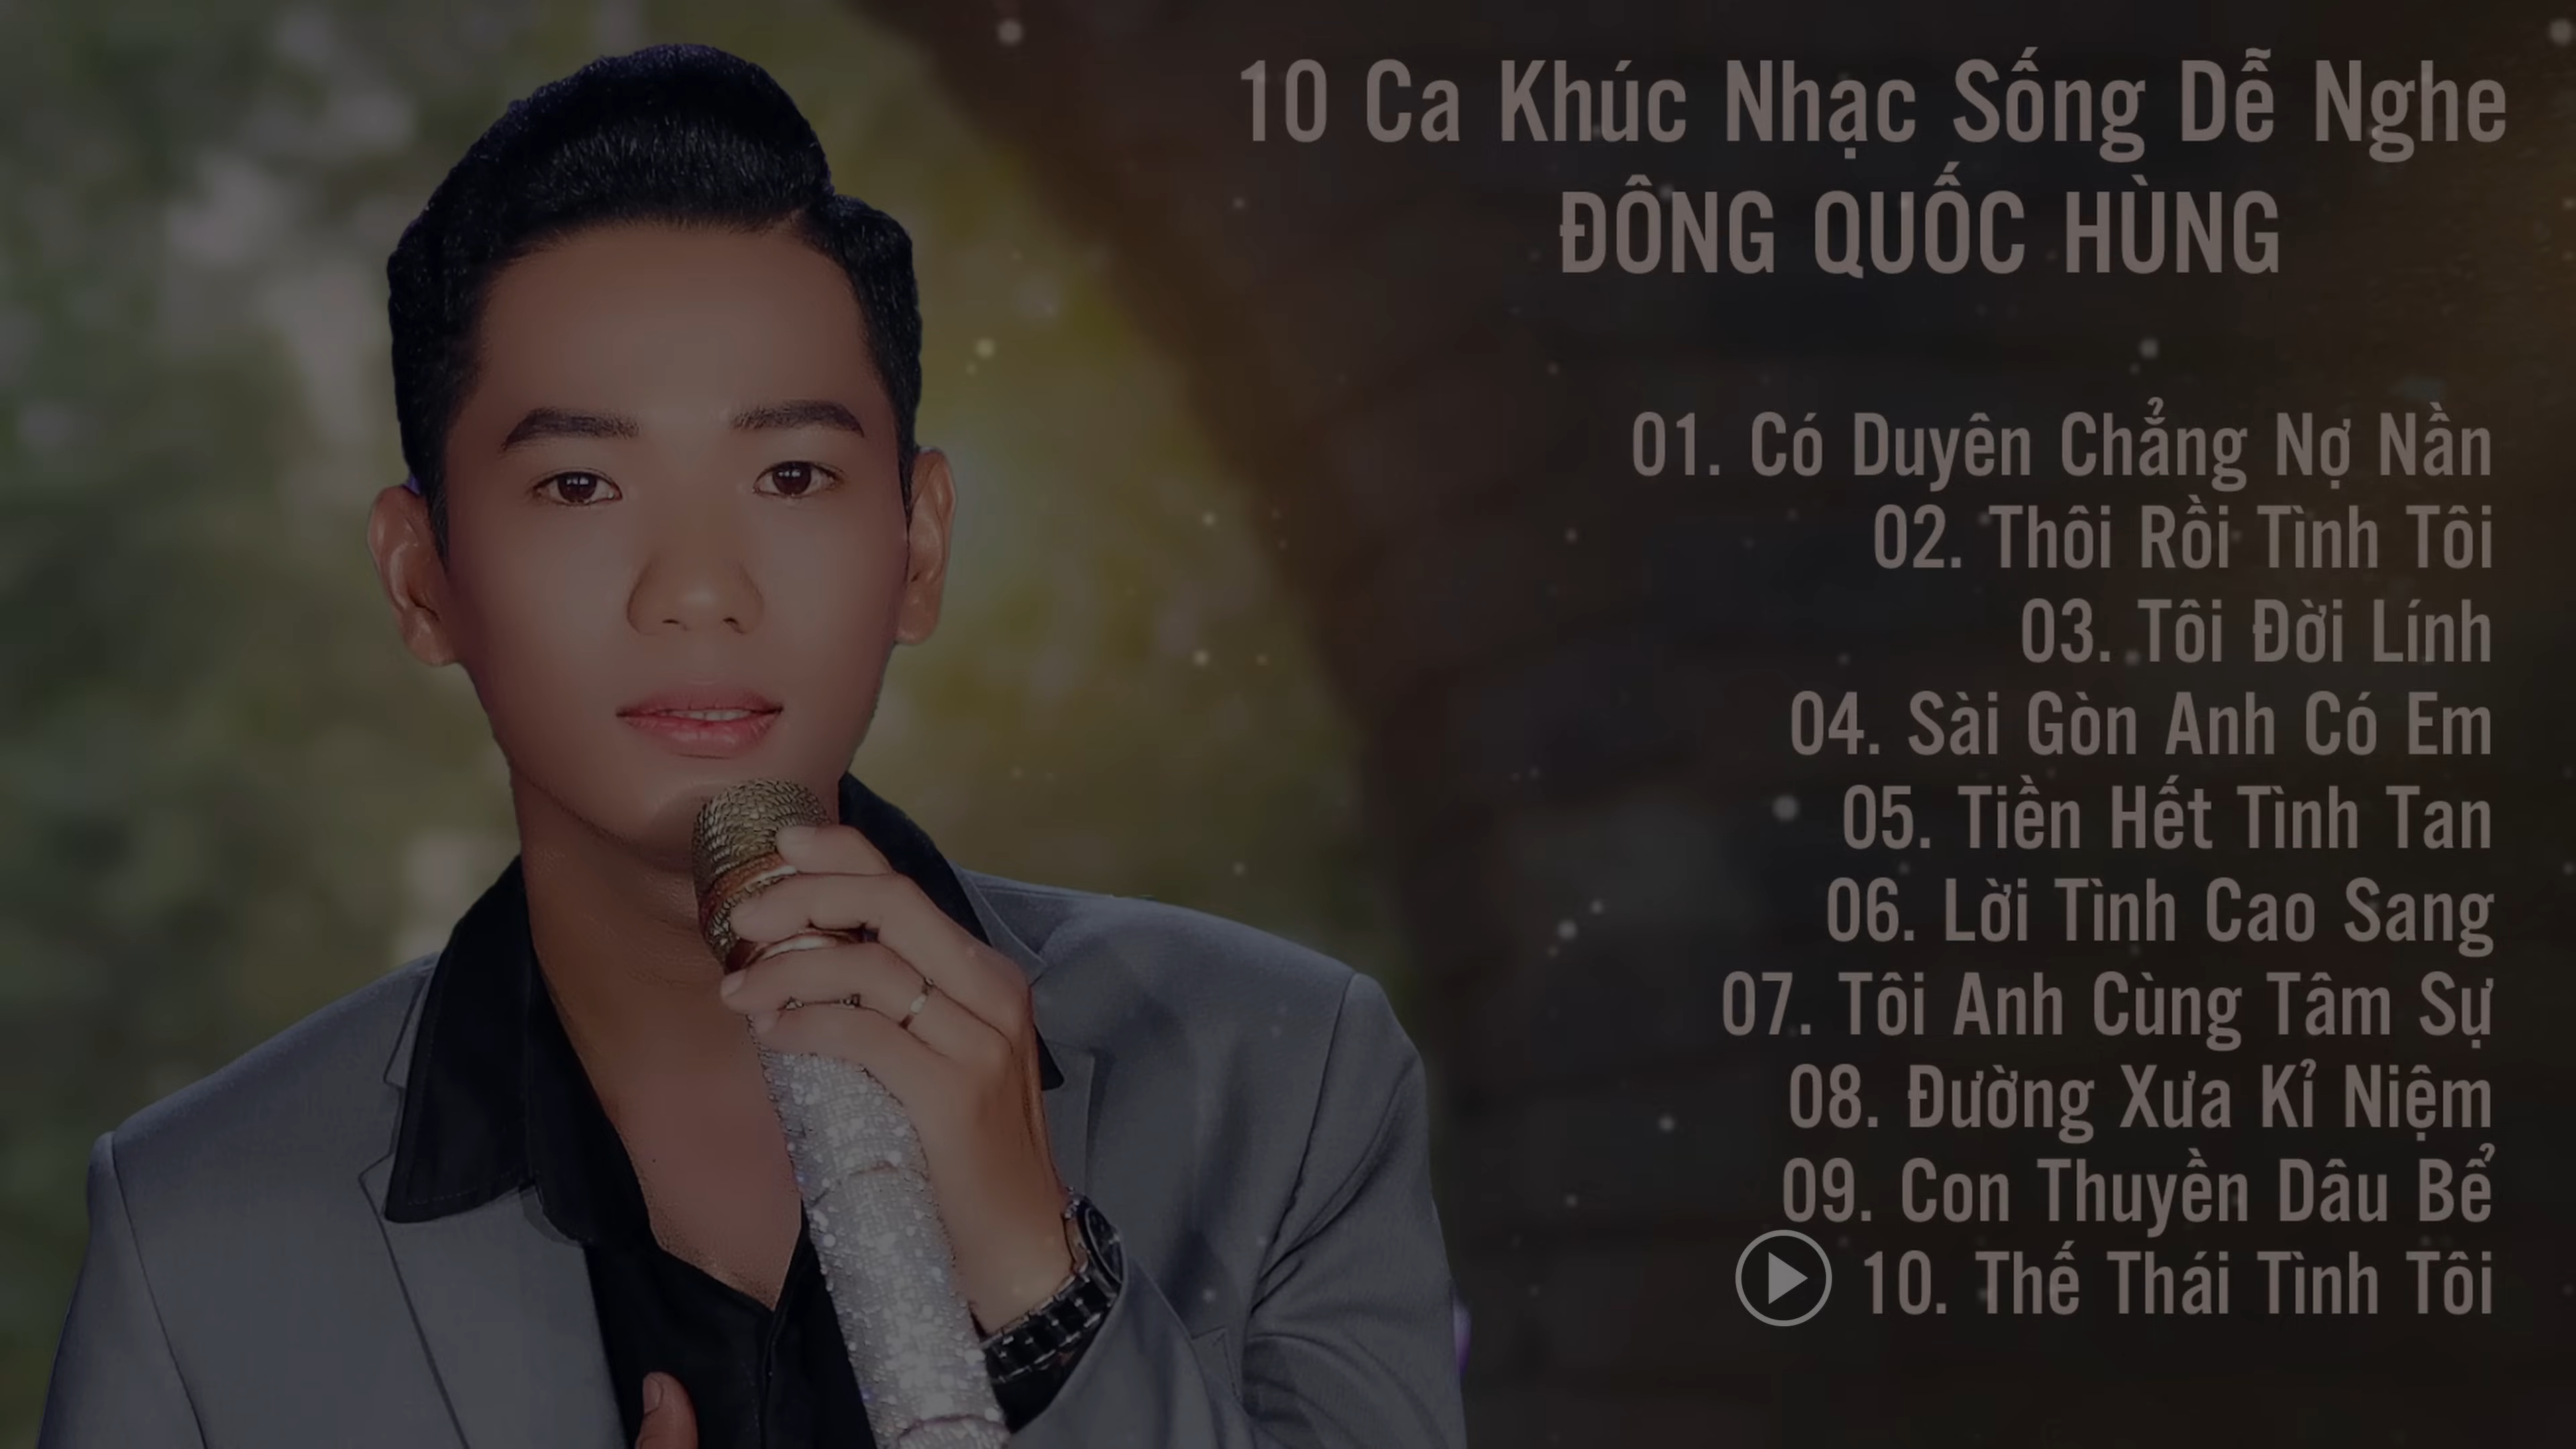 10 Ca Khúc Nhạc Sống Dễ Nghe
ĐÔNG QUỐC HÙNG
01. Có Duyên Chẳng Nợ Nần
02. Thôi Rồi Tình Tôi
03. Tôi Đời Lính
04. Sài Gòn Anh Có Em
05. Tiền Hết Tình Tan
06. Lời Tình Cao Sang
07. Tôi Anh Cùng Tâm Sự
08. Đường Xưa Kỉ Niệm
09. Con Thuyền Dâu Bể
10. Thế Thái Tình Tôi